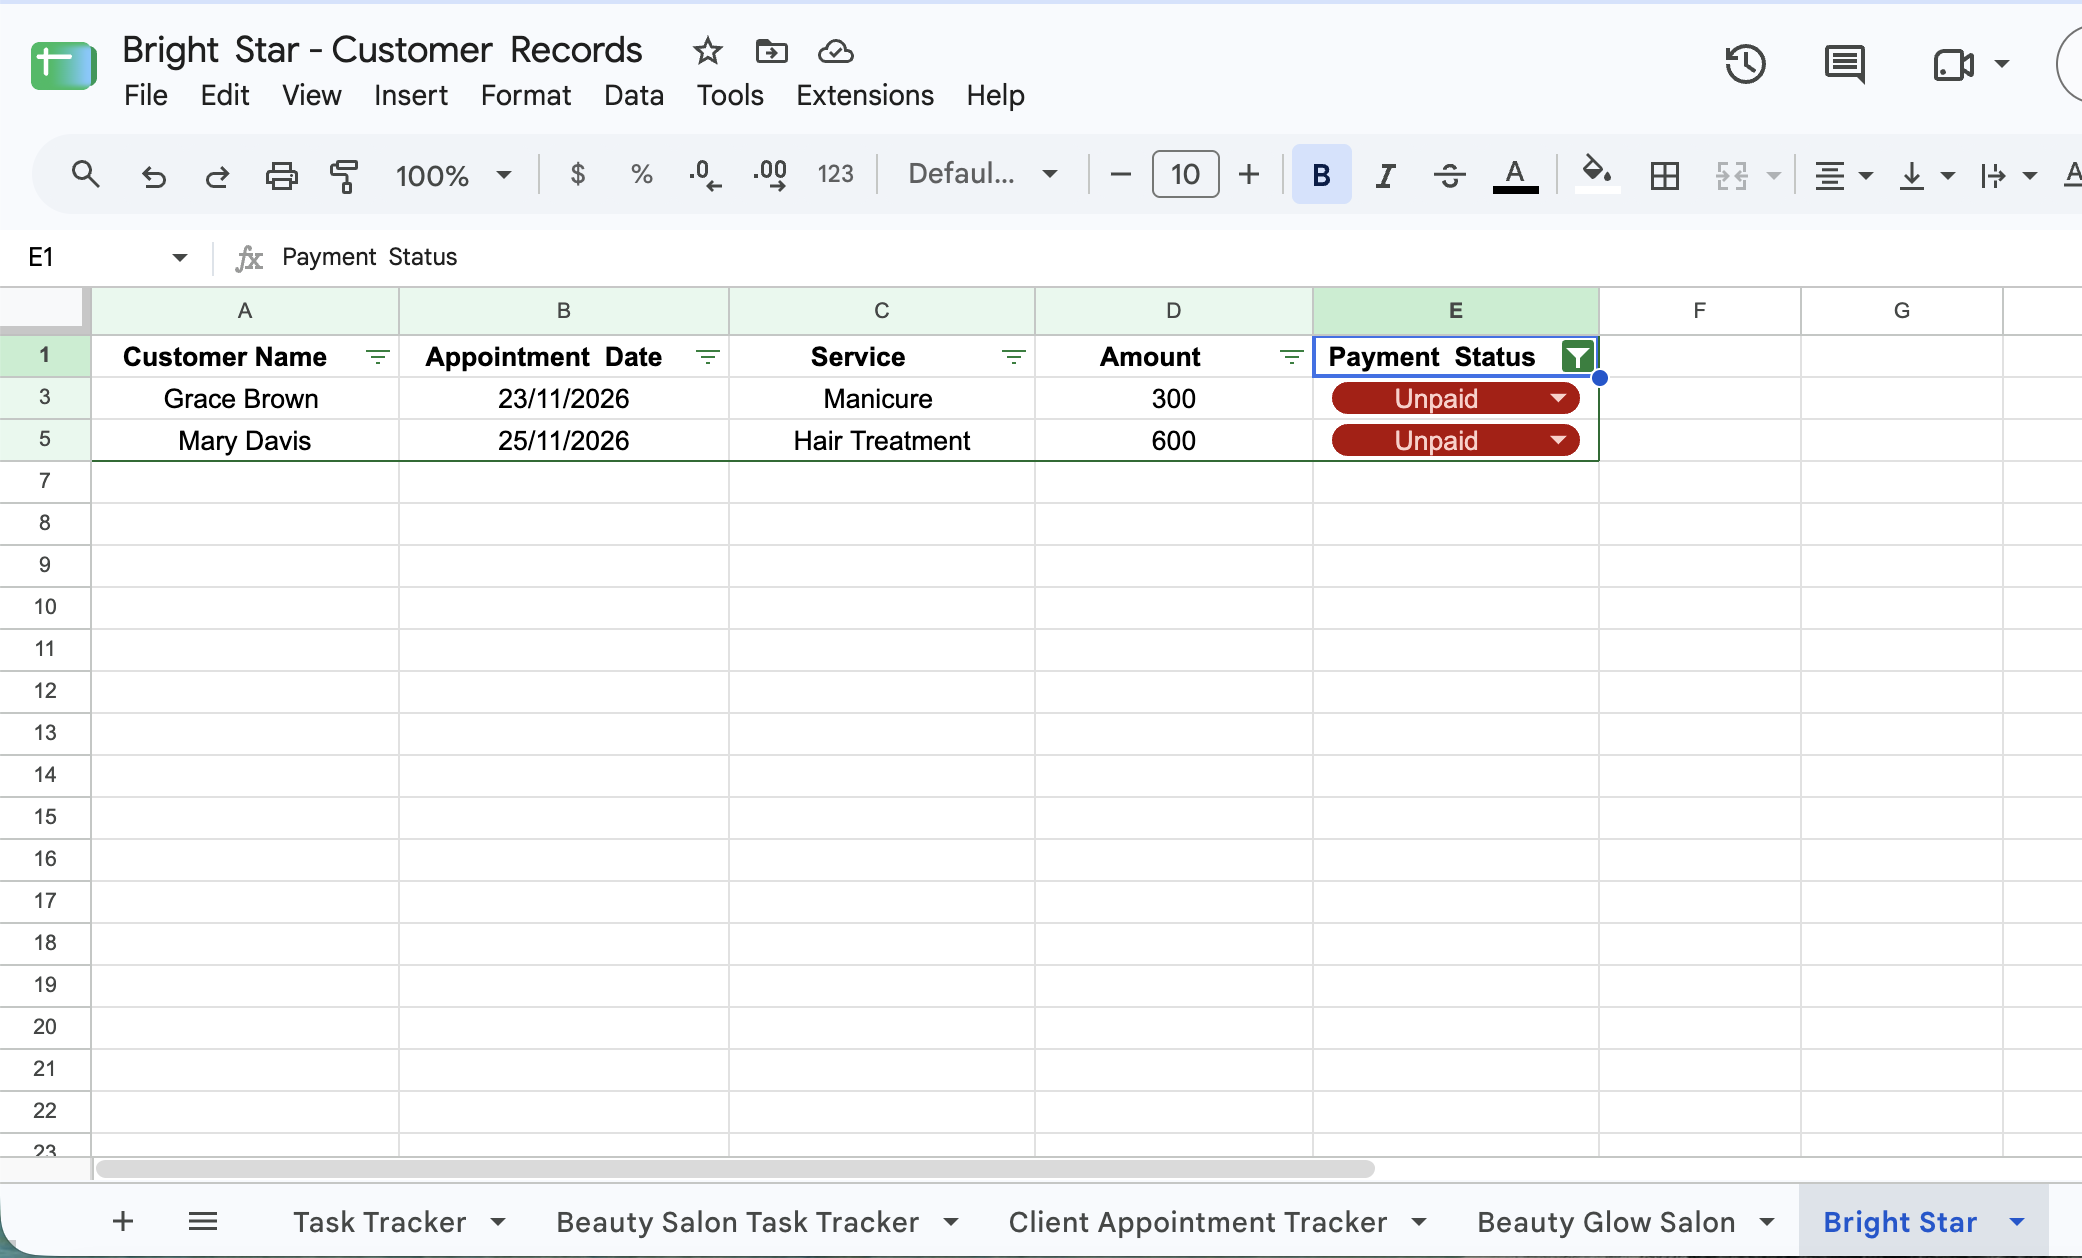 Bright Star - Customer Records
File Edit View Insert Format Data Tools Extensions Help
100% $ % .0 .00 123 Defaul... 10 B I S A
E1 fx Payment Status
A B C D E F G
1 Customer Name Appointment Date Service Amount Payment Status
3 Grace Brown 23/11/2026 Manicure 300 Unpaid
5 Mary Davis 25/11/2026 Hair Treatment 600 Unpaid
7
8
9
10
11
12
13
14
15
16
17
18
19
20
21
22
23
Task Tracker Beauty Salon Task Tracker Client Appointment Tracker Beauty Glow Salon Bright Star